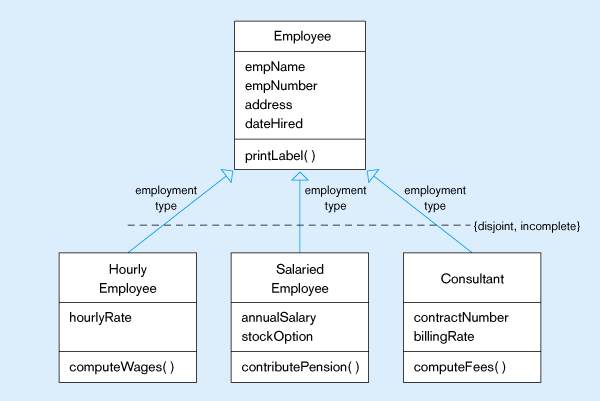 Employee
empName
empNumber
address
dateHired
printLabel( )
employment
type
employment
type
employment
type
{disjoint, incomplete}
Hourly
Employee
hourlyRate
computeWages( )
Salaried
Employee
annualSalary
stockOption
contributePension( )
Consultant
contractNumber
billingRate
computeFees( )